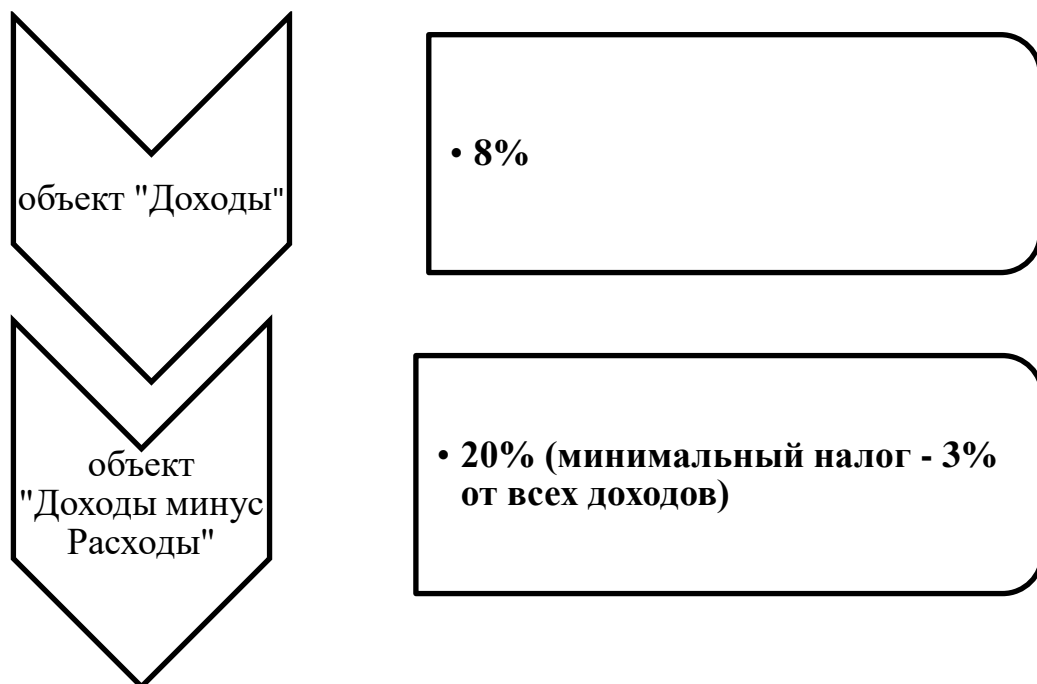 объект "Доходы"
• 8%
объект
"Доходы минус
Расходы"
• 20% (минимальный налог - 3%
от всех доходов)